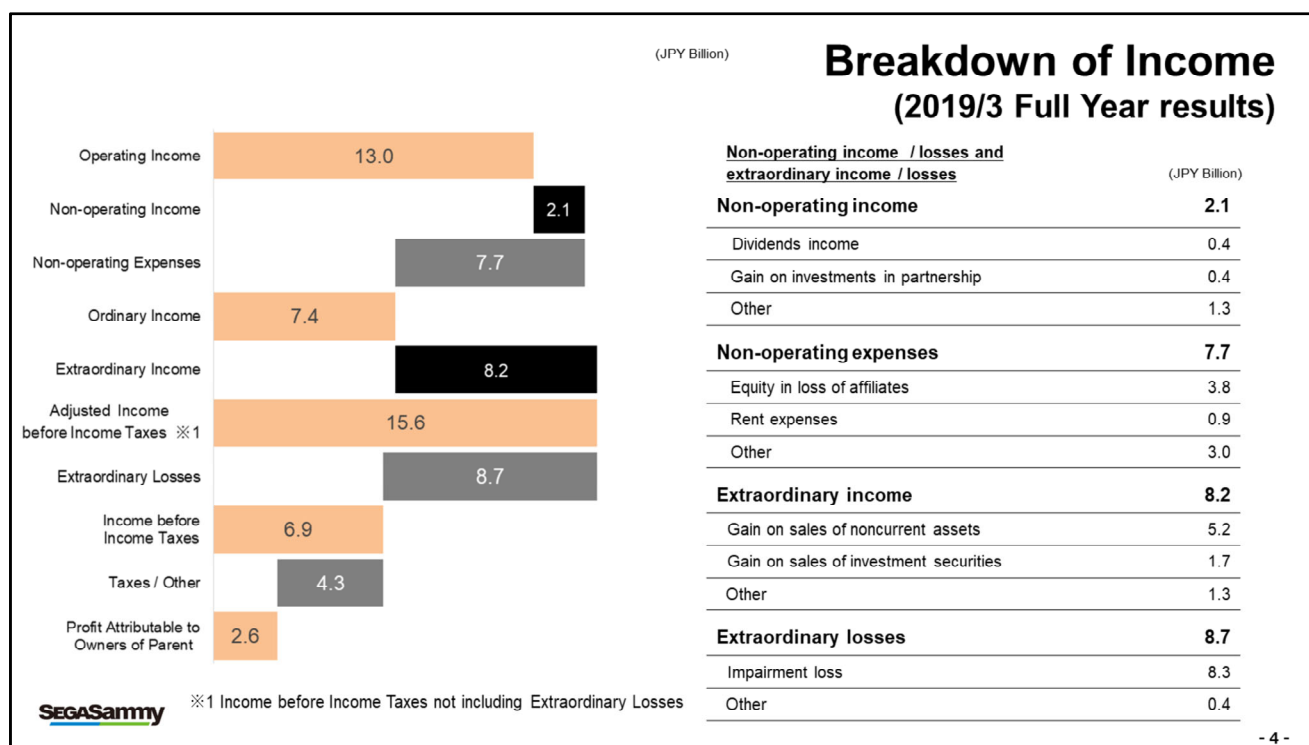 (JPY Billion)
Breakdown of Income
(2019/3 Full Year results)
Operating Income 13.0
Non-operating Income 2.1
Non-operating Expenses 7.7
Ordinary Income 7.4
Extraordinary Income 8.2
Adjusted Income
before Income Taxes ※1 15.6
Extraordinary Losses 8.7
Income before
Income Taxes 6.9
Taxes / Other 4.3
Profit Attributable to
Owners of Parent 2.6
※1 Income before Income Taxes not including Extraordinary Losses
SEGASammy
Non-operating income / losses and
extraordinary income / losses (JPY Billion)
Non-operating income 2.1
Dividends income 0.4
Gain on investments in partnership 0.4
Other 1.3
Non-operating expenses 7.7
Equity in loss of affiliates 3.8
Rent expenses 0.9
Other 3.0
Extraordinary income 8.2
Gain on sales of noncurrent assets 5.2
Gain on sales of investment securities 1.7
Other 1.3
Extraordinary losses 8.7
Impairment loss 8.3
Other 0.4
- 4 -